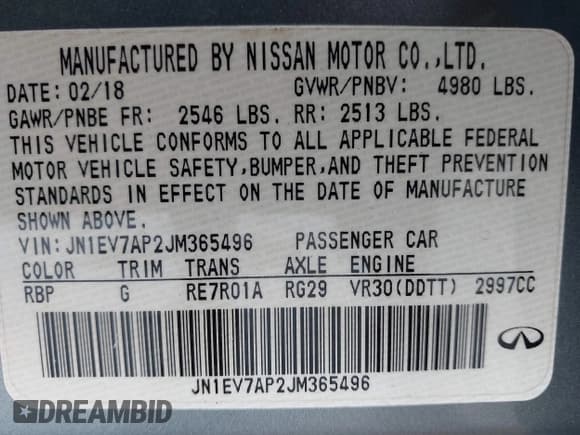 MANUFACTURED BY NISSAN MOTOR CO.,LTD.
DATE: 02/18 GVWR/PNBV: 4980 LBS.
GAWR/PNBE FR: 2546 LBS. RR: 2513 LBS.
THIS VEHICLE CONFORMS TO ALL APPLICABLE FEDERAL
MOTOR VEHICLE SAFETY,BUMPER,AND THEFT PREVENTION
STANDARDS IN EFFECT ON THE DATE OF MANUFACTURE
SHOWN ABOVE.
VIN:JN1EV7AP2JM365496 PASSENGER CAR
COLOR TRIM TRANS AXLE ENGINE
RBP G RE7R01A RG29 VR30(DDTT) 2997CC
JN1EV7AP2JM365496
DREAMBID